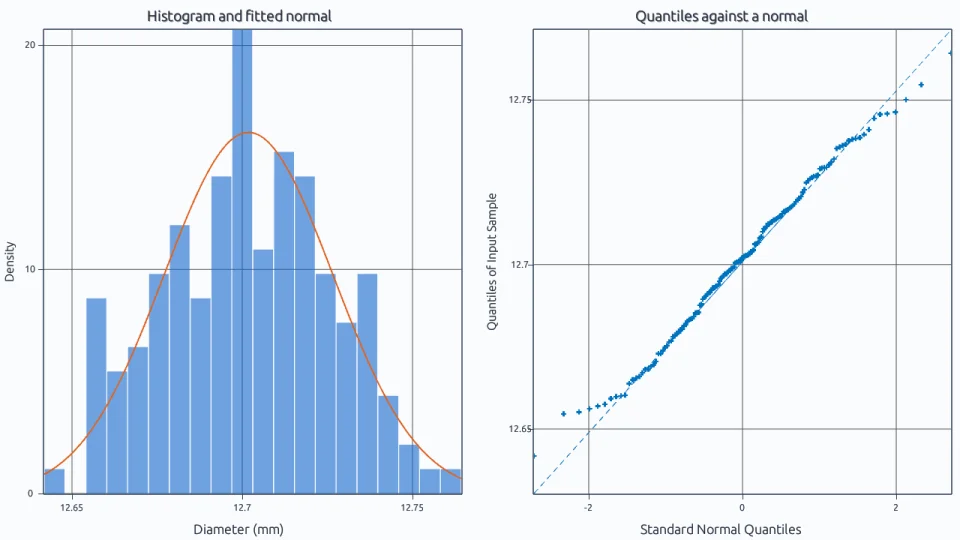 Histogram and fitted normal
20
10
0
12.65
12.7
12.75
Density
Diameter (mm)
Quantiles against a normal
12.75
12.7
12.65
-2
0
2
Quantiles of Input Sample
Standard Normal Quantiles